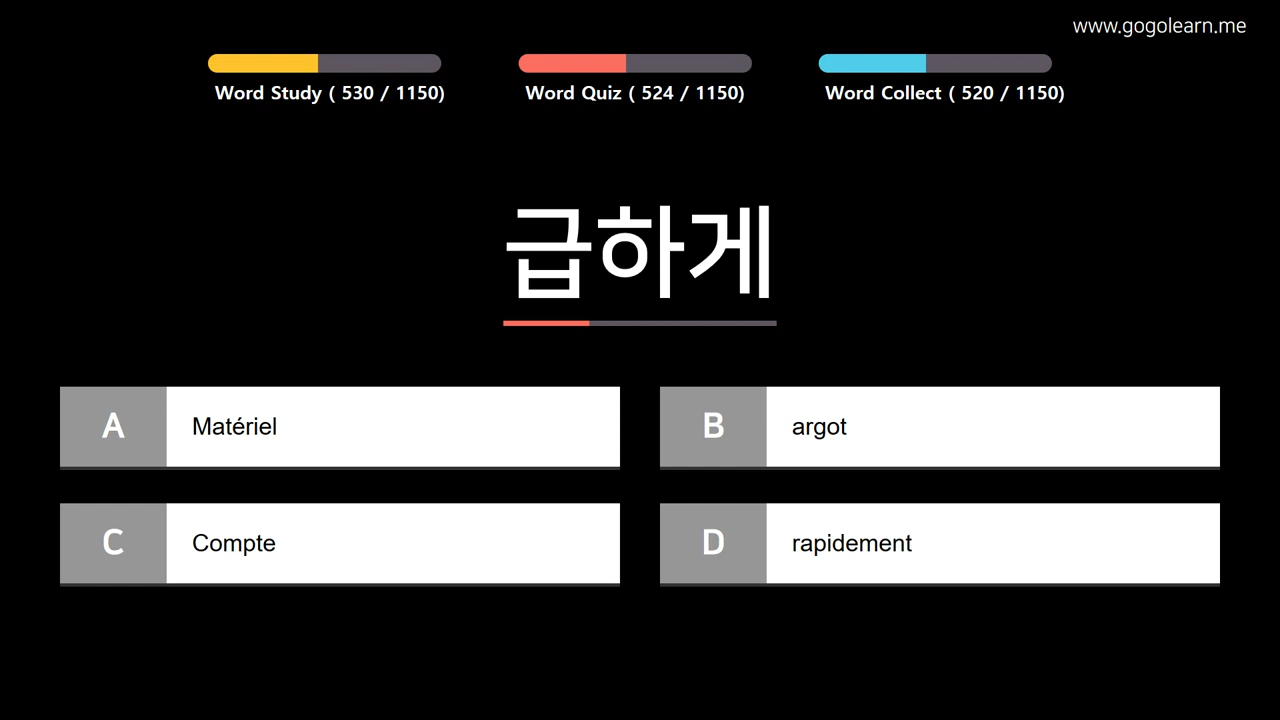 www.gogolearn.me
Word Study ( 530 / 1150)
Word Quiz ( 524 / 1150)
Word Collect ( 520 / 1150)
급하게
A Matériel
B argot
C Compte
D rapidement